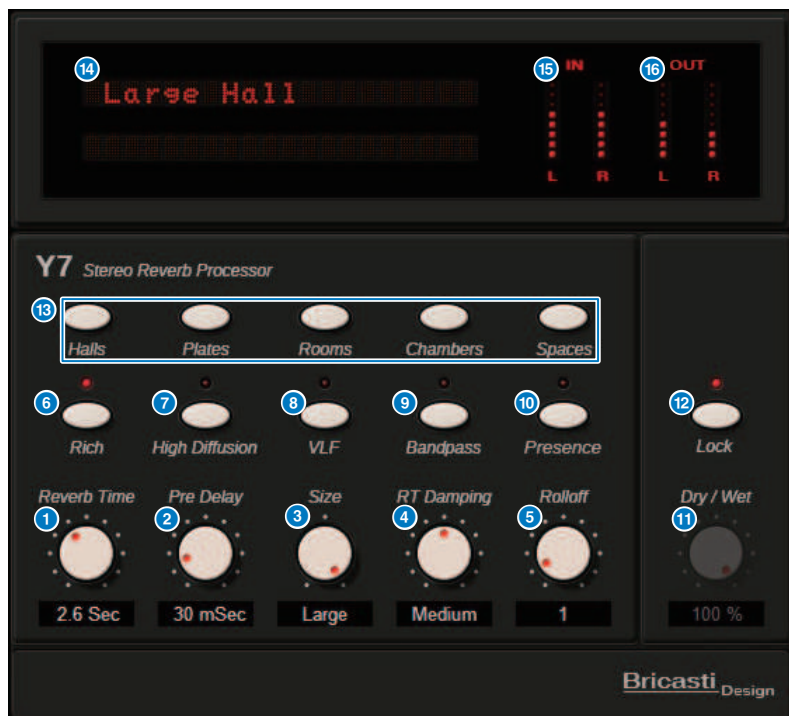 14
Large Hall
15 IN
16 OUT
L R L R
Y7 Stereo Reverb Processor
13
Halls Plates Rooms Chambers Spaces
6 7 8 9 10 12
Rich High Diffusion VLF Bandpass Presence Lock
Reverb Time Pre Delay Size RT Damping Rolloff Dry / Wet
1 2 3 4 5 11
2.6 Sec 30 mSec Large Medium 1 100 %
Bricasti Design